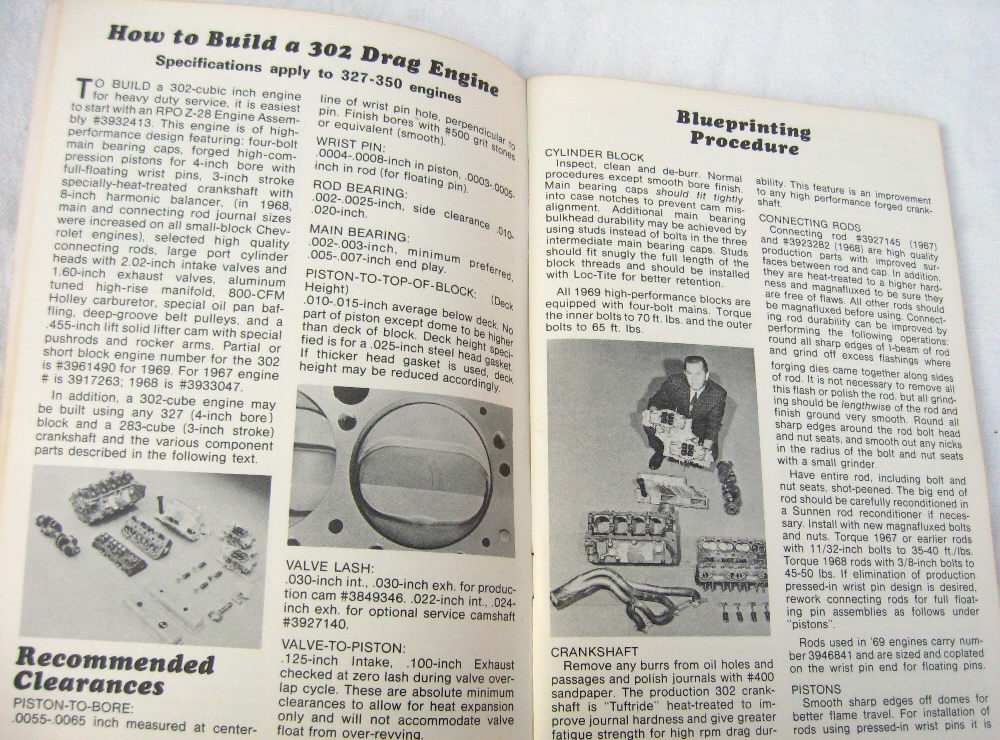 How to Build a 302 Drag Engine
Specifications apply to 327-350 engines
TO BUILD a 302-cubic inch engine
for heavy duty service, it is easiest
to start with an RPO Z-28 Engine Assem-
bly #3932413. This engine is of high-
performance design featuring: four-bolt
main bearing caps, forged high-com-
pression pistons for 4-inch bore with
full-floating wrist pins, 3-inch stroke
specially-heat-treated crankshaft with
8-inch harmonic balancer, (in 1968,
main and connecting rod journal sizes
were increased on all small-block Chev-
rolet engines), selected high quality
connecting rods, large port cylinder
heads with 2.02-inch intake valves and
1.60-inch exhaust valves, aluminum
tuned high-rise manifold, 800-CFM
Holley carburetor, special oil pan baf-
fling, deep-groove belt pulleys, and a
.455-inch lift solid lifter cam with special
pushrods and rocker arms. Partial or
short block engine number for the 302
is #3961490 for 1969. For 1967 engine
# is 3917263; 1968 is #3933047.
In addition, a 302-cube engine may
be built using any 327 (4-inch bore)
block and a 283-cube (3-inch stroke)
crankshaft and the various component
parts described in the following text.
Recommended
Clearances
PISTON-TO-BORE:
.0055-.0065 inch measured at center-
line of wrist pin hole, perpendicular to
pin. Finish bores with #500 grit stones
or equivalent (smooth).
WRIST PIN:
.0004-.0008-inch in piston, .0003-.0005-
inch in rod (for floating pin).
ROD BEARING:
.002-.0025-inch, side clearance .010-
.020-inch.
MAIN BEARING:
.002-.003-inch, minimum preferred,
.005-.007-inch end play.
PISTON-TO-TOP-OF-BLOCK: (Deck
Height)
.010-.015-inch average below deck. No
part of piston except dome to be higher
than deck of block. Deck height speci-
fied is for a .025-inch steel head gasket.
If thicker head gasket is used, deck
height may be reduced accordingly.
VALVE LASH:
.030-inch int., .030-inch exh. for produc-
tion cam #3849346. .022-inch int., .024-
inch exh. for optional service camshaft
#3927140.
VALVE-TO-PISTON:
.125-inch Intake, .100-inch Exhaust
checked at zero lash during valve over-
lap cycle. These are absolute minimum
clearances to allow for heat expansion
only and will not accommodate valve
float from over-revving.
Blueprinting
Procedure
CYLINDER BLOCK
Inspect, clean and de-burr. Normal
procedures except smooth bore finish.
Main bearing caps should fit tightly
into case notches to prevent cam mis-
alignment. Additional main bearing
bulkhead durability may be achieved by
using studs instead of bolts in the three
intermediate main bearing caps. Studs
should fit snugly the full length of the
block threads and should be installed
with Loc-Tite for better retention.
All 1969 high-performance blocks are
equipped with four-bolt mains. Torque
the inner bolts to 70 ft. lbs. and the outer
bolts to 65 ft. lbs.
CRANKSHAFT
Remove any burrs from oil holes and
passages and polish journals with #400
sandpaper. The production 302 crank-
shaft is "Tuftride" heat-treated to im-
prove journal hardness and give greater
fatigue strength for high rpm drag dur-
ability. This feature is an improvement
to any high performance forged crank-
shaft.
CONNECTING RODS
Connecting rod #3927145 (1967)
and #3923282 (1968) are high quality
production parts with improved sur-
faces between rod and cap. In addition,
they are heat-treated to a higher hard-
ness and magnafluxed to be sure they
are free of flaws. All other rods should
be magnafluxed before using. Connect-
ing rod durability can be improved by
performing the following operations:
round all sharp edges of I-beam of rod
and grind off excess flashings where
forging dies came together along sides
of rod. It is not necessary to remove all
this flash or polish the rod, but all grind-
ing should be lengthwise of the rod and
finish ground very smooth. Round all
sharp edges around the rod bolt head
and nut seats, and smooth out any nicks
in the radius of the bolt and nut seats
with a small grinder.
Have entire rod, including bolt and
nut seats, shot-peened. The big end of
rod should be carefully reconditioned in
a Sunnen rod reconditioner if neces-
sary. Install with new magnafluxed bolts
and nuts. Torque 1967 or earlier rods
with 11/32-inch bolts to 35-40 ft./lbs.
Torque 1968 rods with 3/8-inch bolts to
45-50 lbs. If elimination of production
pressed-in wrist pin design is desired,
rework connecting rods for full float-
ing pin assemblies as follows under
"pistons".
Rods used in '69 engines carry num-
ber 3946841 and are sized and coplated
on the wrist pin end for floating pins.
PISTONS
Smooth sharp edges off domes for
better flame travel. For installation of
rods using pressed-in wrist pins it is